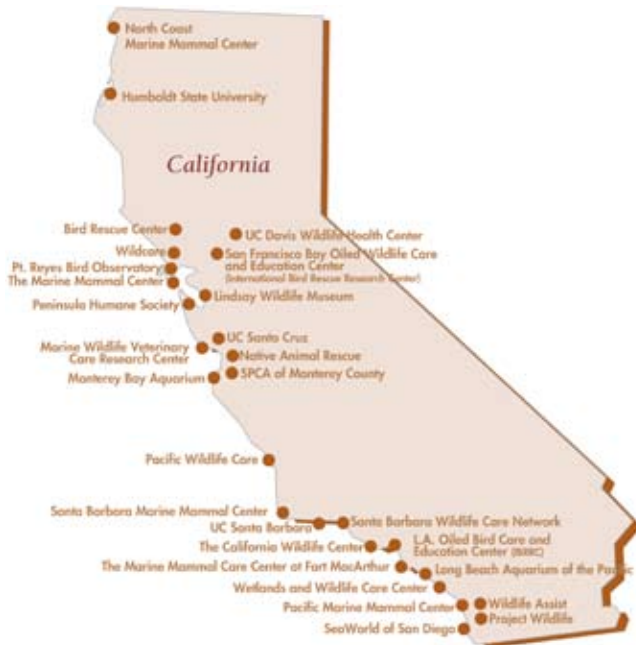 North Coast
Marine Mammal Center
Humboldt State University
California
Bird Rescue Center
UC Davis Wildlife Health Center
Wildcare
San Francisco Bay Oiled Wildlife Care
and Education Center
(International Bird Rescue Research Center)
Pt. Reyes Bird Observatory
The Marine Mammal Center
Lindsay Wildlife Museum
Peninsula Humane Society
UC Santa Cruz
Marine Wildlife Veterinary
Care Research Center
Native Animal Rescue
SPCA of Monterey County
Monterey Bay Aquarium
Pacific Wildlife Care
Santa Barbara Marine Mammal Center
UC Santa Barbara
Santa Barbara Wildlife Care Network
The California Wildlife Center
L.A. Oiled Bird Care and
Education Center (IBRRC)
The Marine Mammal Care Center at Fort MacArthur
Long Beach Aquarium of the Pacific
Wetlands and Wildlife Care Center
Pacific Marine Mammal Center
Wildlife Assist
Project Wildlife
SeaWorld of San Diego